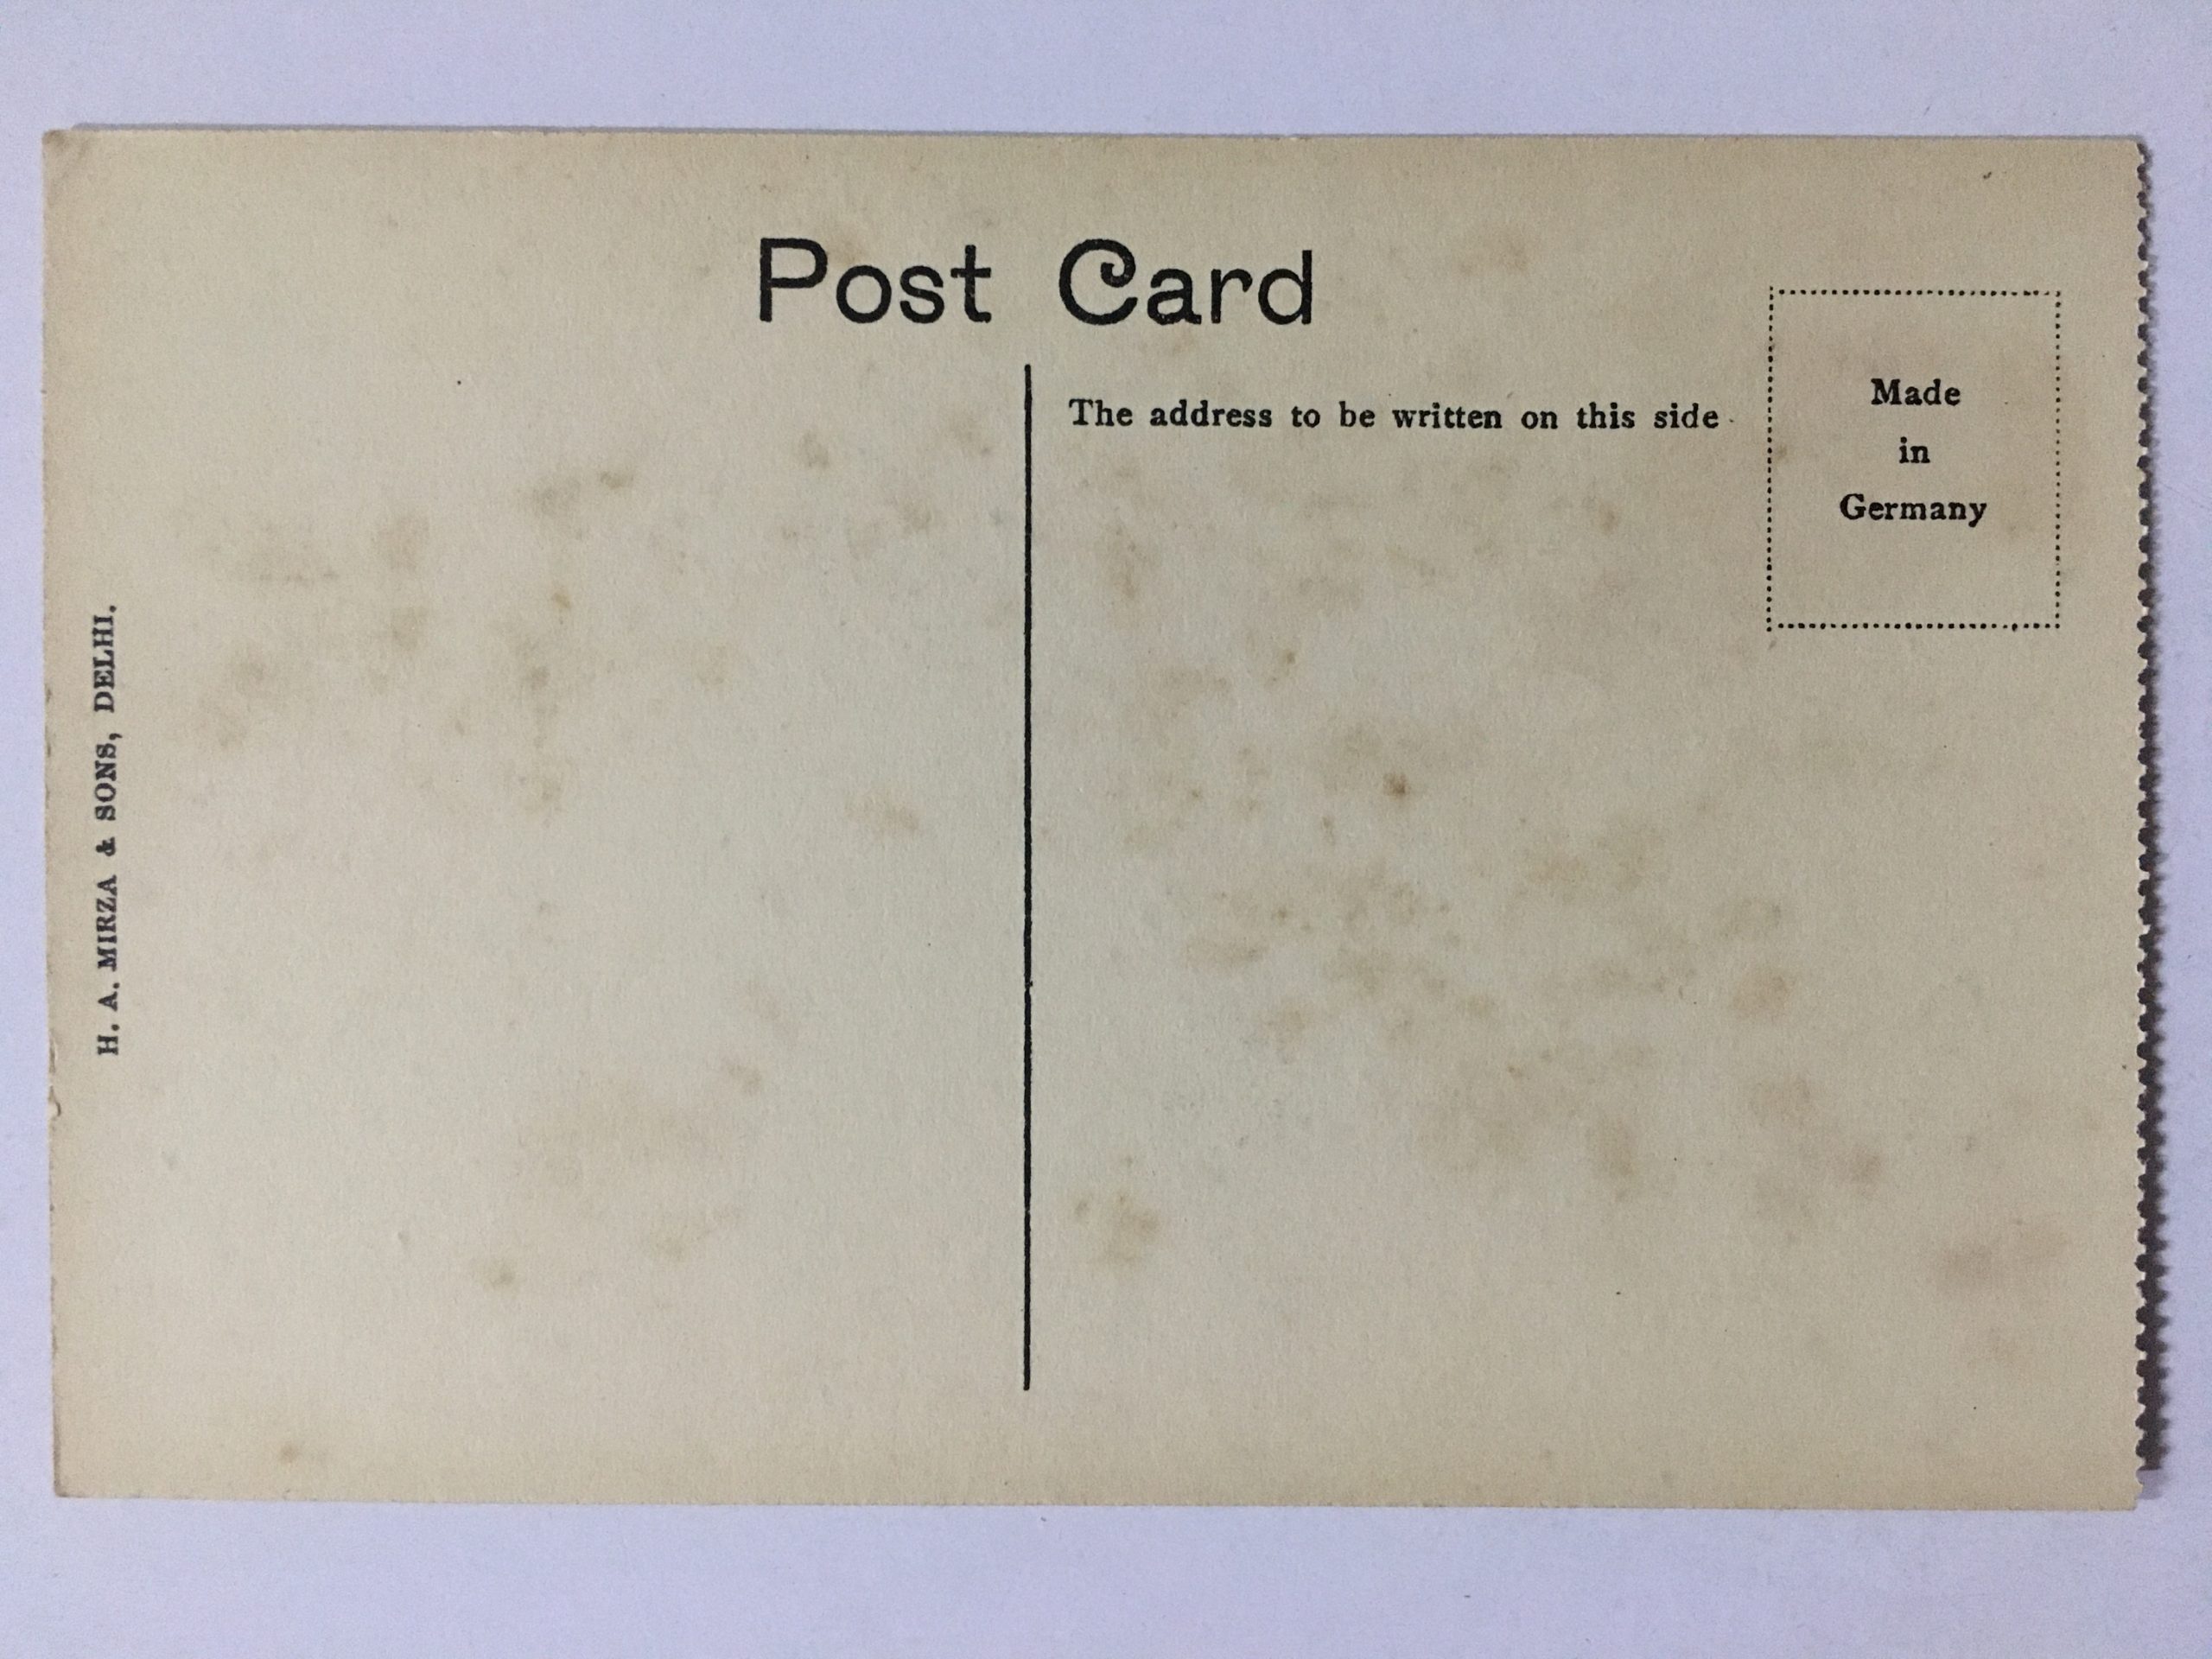 Post Card
The address to be written on this side
Made
in
Germany
H. A. MIRZA & SONS, DELHI.